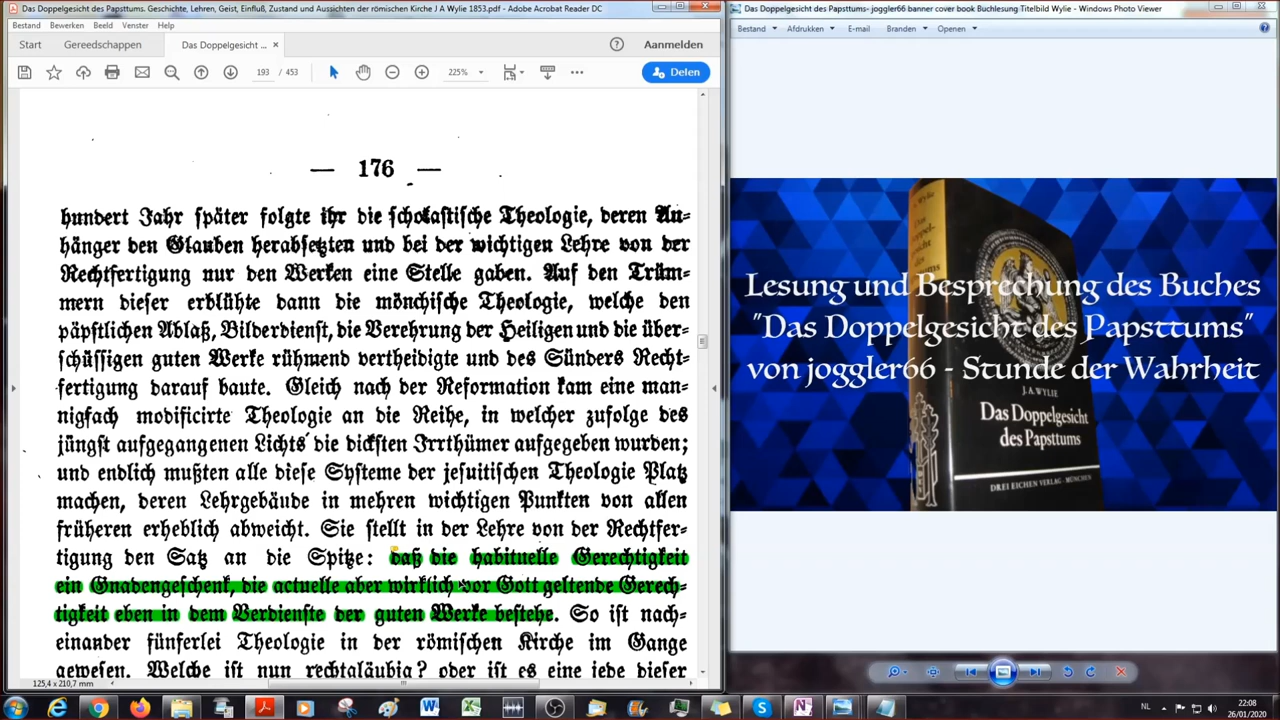 Das Doppelgesicht des Papsttums. Geschichte, Lehren, Geist, Einfluß, Zustand und Aussichten der römischen Kirche J A Wylie 1853.pdf - Adobe Acrobat Reader DC
Bestand Bewerken Beeld Venster Help
Start Gereedschappen Das Doppelgesicht ... × Anmelden
193 / 453 225% Delen
— 176 —
hundert Jahr später folgte ihr die scholastische Theologie, deren An-
hänger den Glauben herabsetzten und bei der wichtigen Lehre von der
Rechtfertigung nur den Werken eine Stelle gaben. Auf den Trüm-
mern dieser erblühte dann die mönchische Theologie, welche den
päpstlichen Ablaß, Bilderdienst, die Verehrung der Heiligen und die über-
schüssigen guten Werke rühmend vertheidigte und des Sünders Recht-
fertigung darauf baute. Gleich nach der Reformation kam eine man-
nigfach modificirte Theologie an die Reihe, in welcher zufolge des
jüngst aufgegangenen Lichts die dicksten Irrthümer aufgegeben wurden;
und endlich mußten alle diese Systeme der jesuitischen Theologie Platz
machen, deren Lehrgebäude in mehren wichtigen Punkten von allen
früheren erheblich abweicht. Sie stellt in der Lehre von der Rechtfer-
tigung den Satz an die Spitze: daß die habituelle Gerechtigkeit
ein Gnadengeschenk, die actuelle aber wirklich vor Gott geltende Gerech-
tigkeit eben in dem Verdienste der guten Werke bestehe. So ist nach-
einander fünferlei Theologie in der römischen Kirche im Gange
gewesen. Welche ist nun rechtgläubig? oder ist es eine jede dieser
125,4 x 210,7 mm
Das Doppelgesicht des Papsttums- joggler66 banner cover book Buchlesung Titelbild Wylie - Windows Photo Viewer
Bestand Afdrukken E-mail Branden Openen
Lesung und Besprechung des Buches
"Das Doppelgesicht des Papsttums"
von joggler66 - Stunde der Wahrheit
J.A.WYLIE
Das Doppelgesicht
des Papsttums
DREI EICHEN VERLAG · MÜNCHEN
NL 22:08
26/01/2020